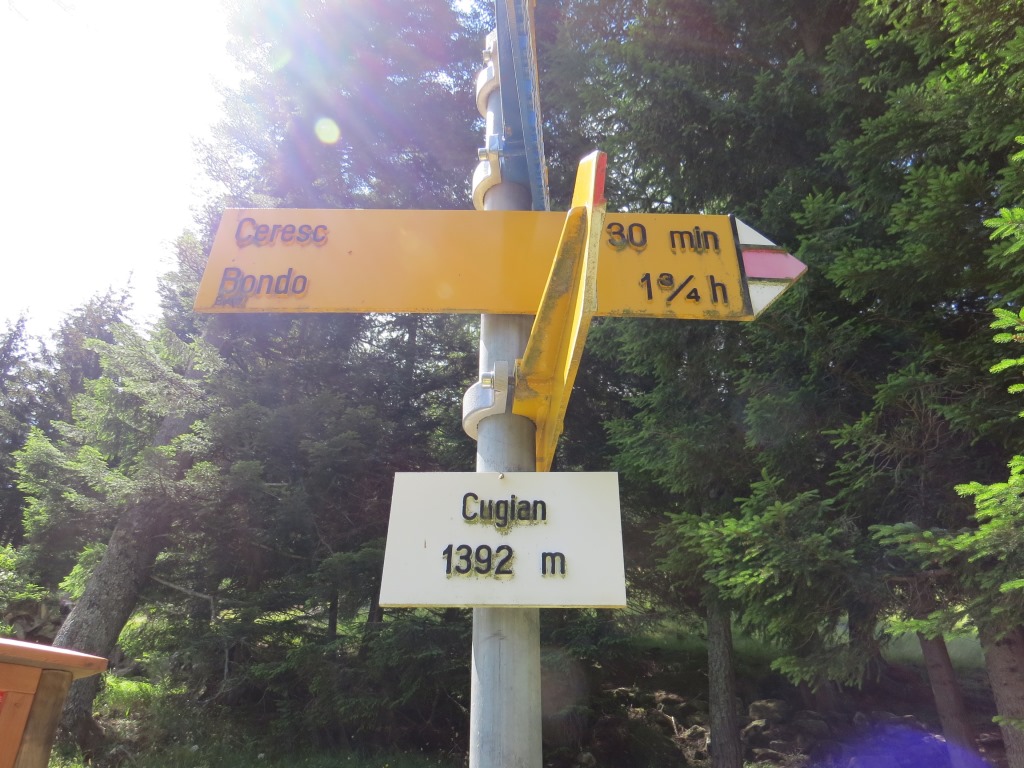 Ceresc 30 min
Bondo 1¾ h
Cugian
1392 m